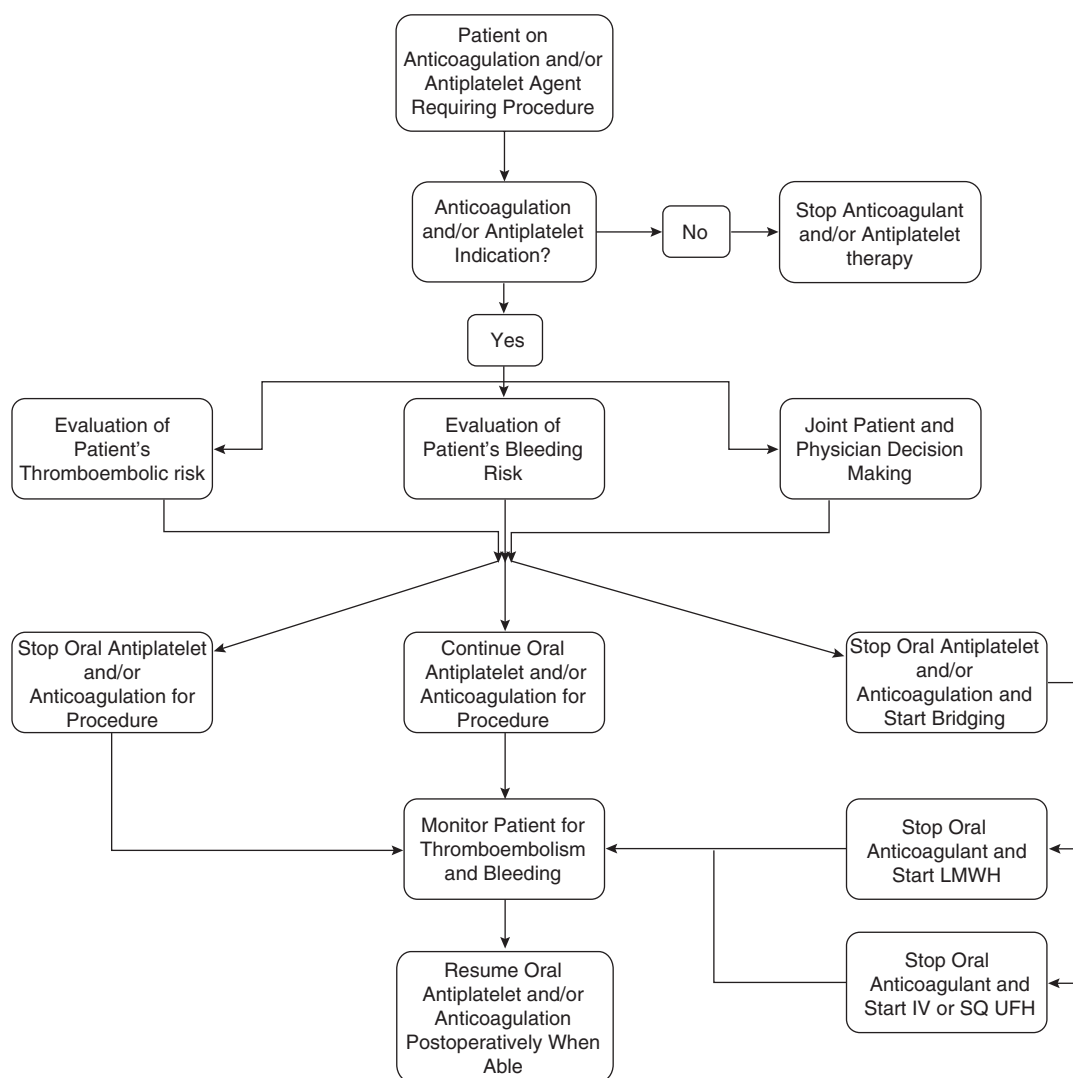 Patient on
Anticoagulation and/or
Antiplatelet Agent
Requiring Procedure
Anticoagulation
and/or Antiplatelet
Indication?
No
Stop Anticoagulant
and/or Antiplatelet
therapy
Yes
Evaluation of
Patient's
Thromboembolic risk
Evaluation of
Patient's Bleeding
Risk
Joint Patient and
Physician Decision
Making
Stop Oral Antiplatelet
and/or
Anticoagulation for
Procedure
Continue Oral
Antiplatelet and/or
Anticoagulation for
Procedure
Stop Oral Antiplatelet
and/or
Anticoagulation and
Start Bridging
Monitor Patient for
Thromboembolism
and Bleeding
Stop Oral
Anticoagulant and
Start LMWH
Stop Oral
Anticoagulant and
Start IV or SQ UFH
Resume Oral
Antiplatelet and/or
Anticoagulation
Postoperatively When
Able